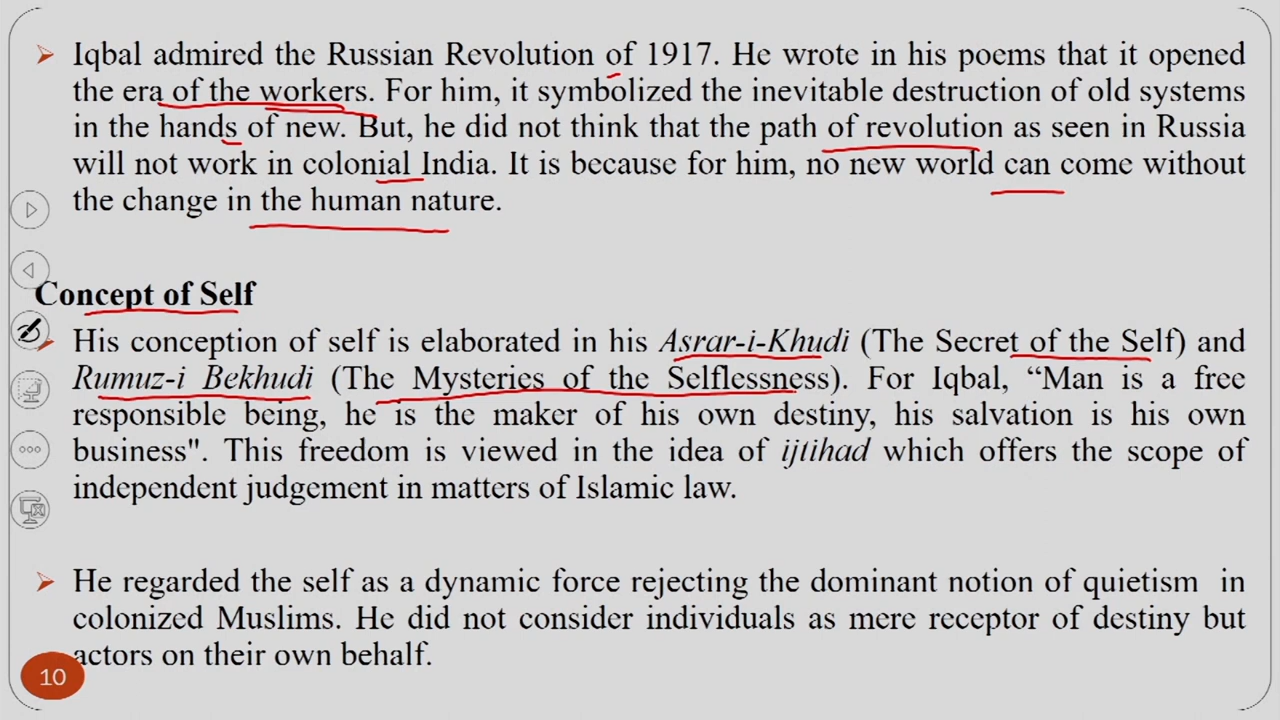 Iqbal admired the Russian Revolution of 1917. He wrote in his poems that it opened
the era of the workers. For him, it symbolized the inevitable destruction of old systems
in the hands of new. But, he did not think that the path of revolution as seen in Russia
will not work in colonial India. It is because for him, no new world can come without
the change in the human nature.
Concept of Self
His conception of self is elaborated in his Asrar-i-Khudi (The Secret of the Self) and
Rumuz-i Bekhudi (The Mysteries of the Selflessness). For Iqbal, “Man is a free
responsible being, he is the maker of his own destiny, his salvation is his own
business". This freedom is viewed in the idea of ijtihad which offers the scope of
independent judgement in matters of Islamic law.
He regarded the self as a dynamic force rejecting the dominant notion of quietism in
colonized Muslims. He did not consider individuals as mere receptor of destiny but
actors on their own behalf.
10